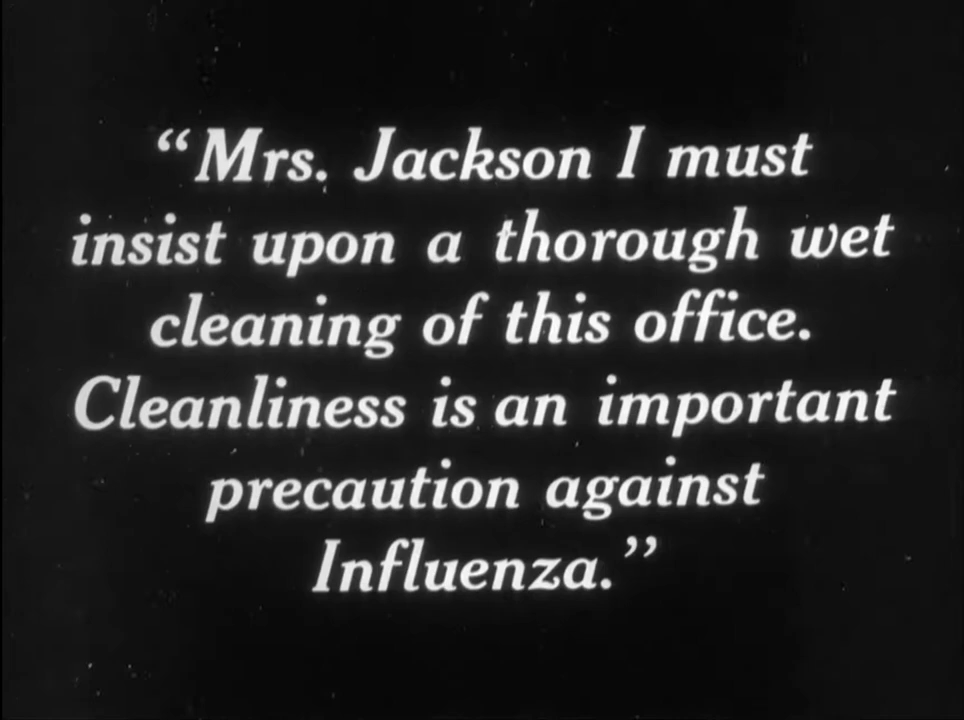 “Mrs. Jackson I must
insist upon a thorough wet
cleaning of this office.
Cleanliness is an important
precaution against
Influenza.”